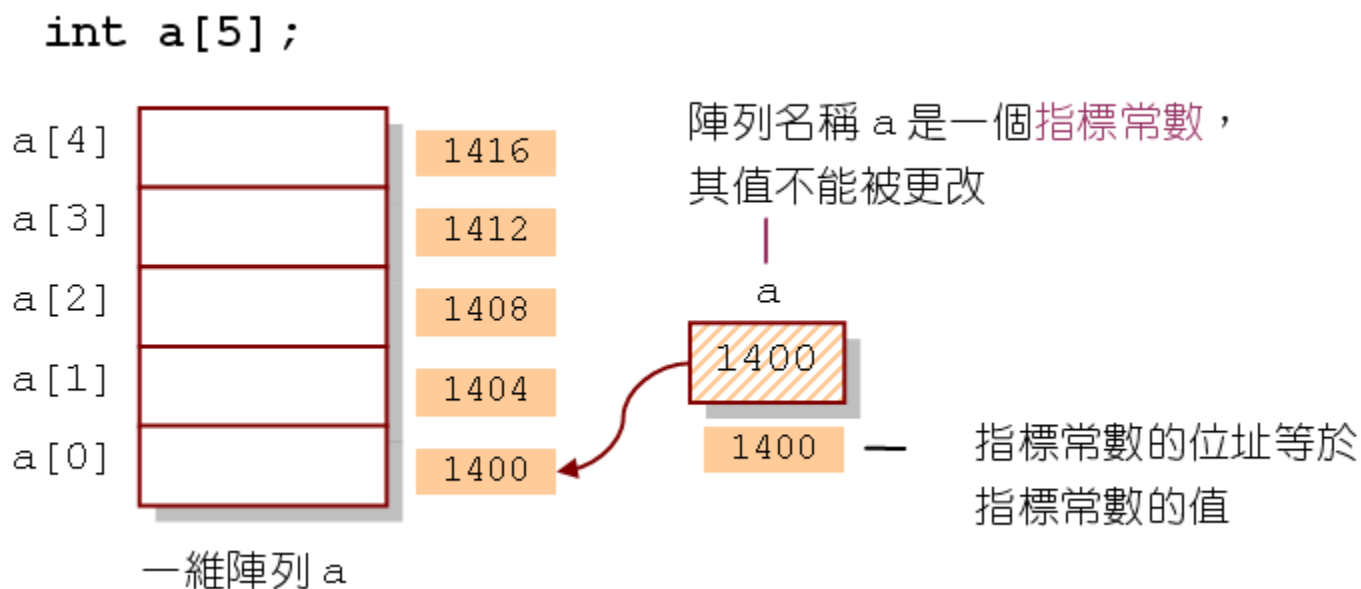 int a[5];
a[4]
1416
a[3]
1412
a[2]
1408
a[1]
1404
a[0]
1400
一維陣列 a
陣列名稱 a 是一個指標常數，
其值不能被更改
a
1400
1400
指標常數的位址等於
指標常數的值